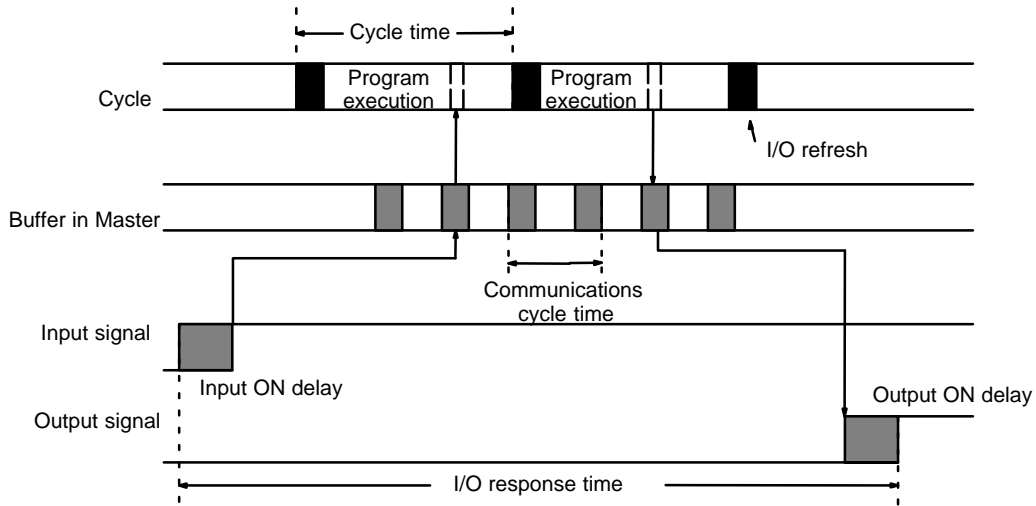 Cycle time
Program
execution
Program
execution
Cycle
I/O refresh
Buffer in Master
Communications
cycle time
Input signal
Input ON delay
Output ON delay
Output signal
I/O response time